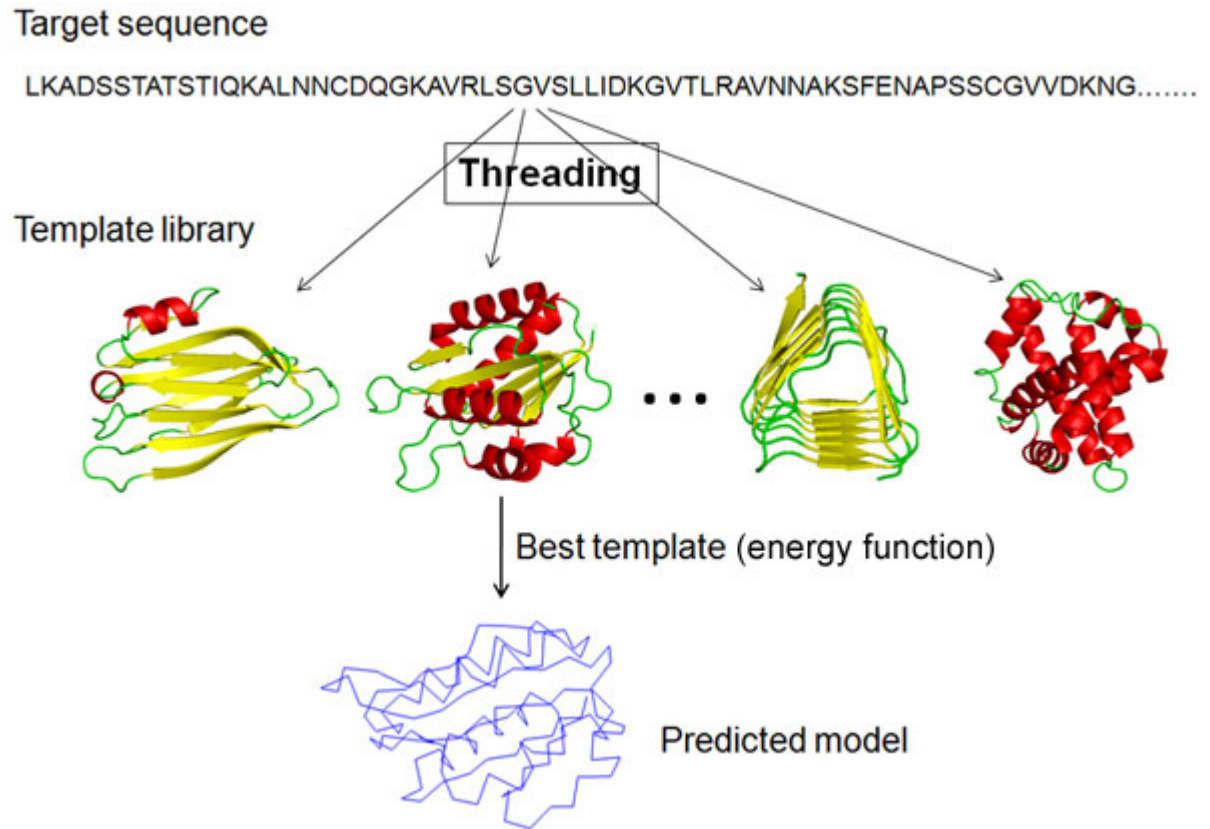 Target sequence
LKADSSTATSTIQKALNNCDQGKAVRLSGVSLLIDKGVTLRAVNNAKSFENAPSSCGVVDKNG.......
Threading
Template library
...
Best template (energy function)
Predicted model